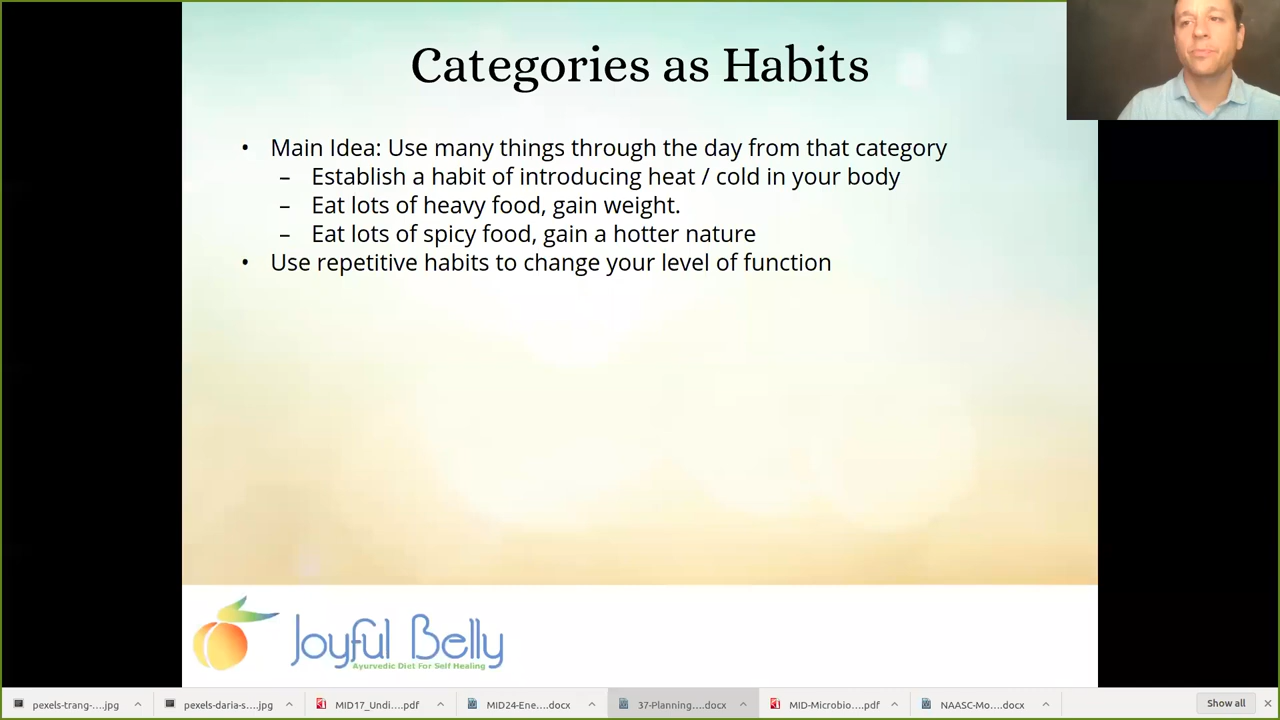 Categories as Habits
• Main Idea: Use many things through the day from that category
– Establish a habit of introducing heat / cold in your body
– Eat lots of heavy food, gain weight.
– Eat lots of spicy food, gain a hotter nature
• Use repetitive habits to change your level of function
Joyful Belly
Ayurvedic Diet For Self Healing
pexels-trang-....jpg
pexels-daria-s....jpg
MID17_Undi....pdf
MID24-Ene....docx
37-Planning....docx
MID-Microbio....pdf
NAASC-Mo....docx
Show all